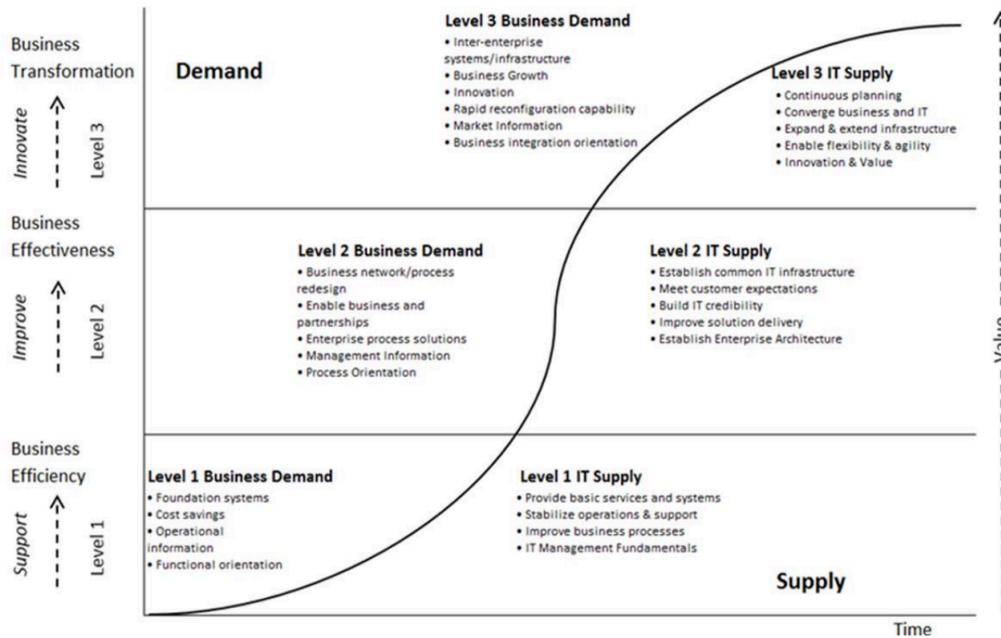 Business
Transformation
Innovate
Level 3
Demand
Level 3 Business Demand
• Inter-enterprise
systems/infrastructure
• Business Growth
• Innovation
• Rapid reconfiguration capability
• Market Information
• Business integration orientation
Level 3 IT Supply
• Continuous planning
• Converge business and IT
• Expand & extend infrastructure
• Enable flexibility & agility
• Innovation & Value
Business
Effectiveness
Improve
Level 2
Level 2 Business Demand
• Business network/process
redesign
• Enable business and
partnerships
• Enterprise process solutions
• Management Information
• Process Orientation
Level 2 IT Supply
• Establish common IT infrastructure
• Meet customer expectations
• Build IT credibility
• Improve solution delivery
• Establish Enterprise Architecture
Value
Business
Efficiency
Support
Level 1
Level 1 Business Demand
• Foundation systems
• Cost savings
• Operational
information
• Functional orientation
Level 1 IT Supply
• Provide basic services and systems
• Stabilize operations & support
• Improve business processes
• IT Management Fundamentals
Supply
Time